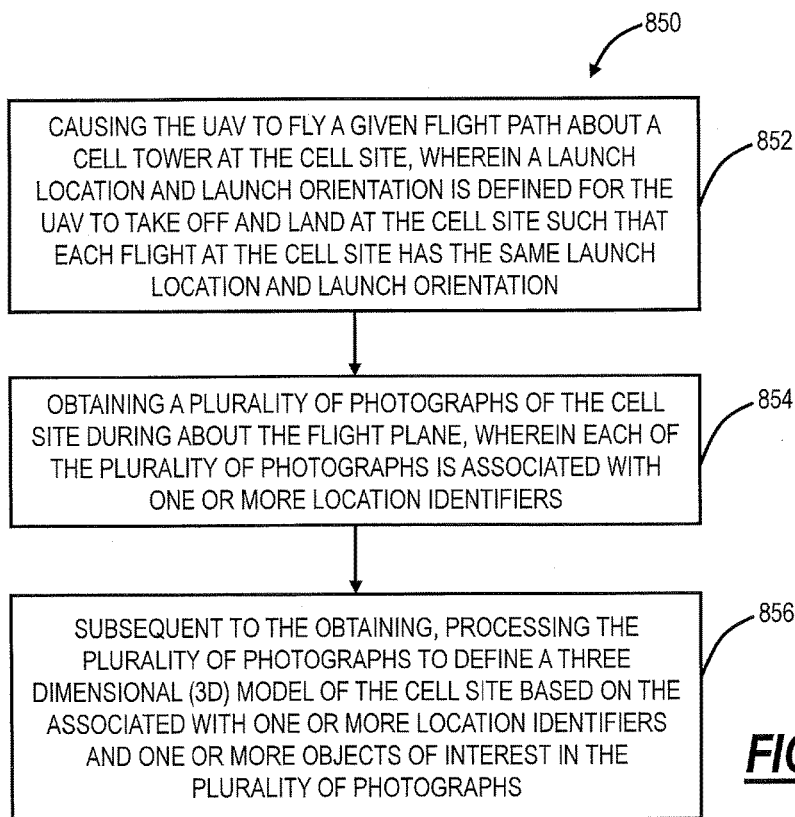 850
CAUSING THE UAV TO FLY A GIVEN FLIGHT PATH ABOUT A
CELL TOWER AT THE CELL SITE, WHEREIN A LAUNCH
LOCATION AND LAUNCH ORIENTATION IS DEFINED FOR THE
UAV TO TAKE OFF AND LAND AT THE CELL SITE SUCH THAT
EACH FLIGHT AT THE CELL SITE HAS THE SAME LAUNCH
LOCATION AND LAUNCH ORIENTATION
852
OBTAINING A PLURALITY OF PHOTOGRAPHS OF THE CELL
SITE DURING ABOUT THE FLIGHT PLANE, WHEREIN EACH OF
THE PLURALITY OF PHOTOGRAPHS IS ASSOCIATED WITH
ONE OR MORE LOCATION IDENTIFIERS
854
SUBSEQUENT TO THE OBTAINING, PROCESSING THE
PLURALITY OF PHOTOGRAPHS TO DEFINE A THREE
DIMENSIONAL (3D) MODEL OF THE CELL SITE BASED ON THE
ASSOCIATED WITH ONE OR MORE LOCATION IDENTIFIERS
AND ONE OR MORE OBJECTS OF INTEREST IN THE
PLURALITY OF PHOTOGRAPHS
856